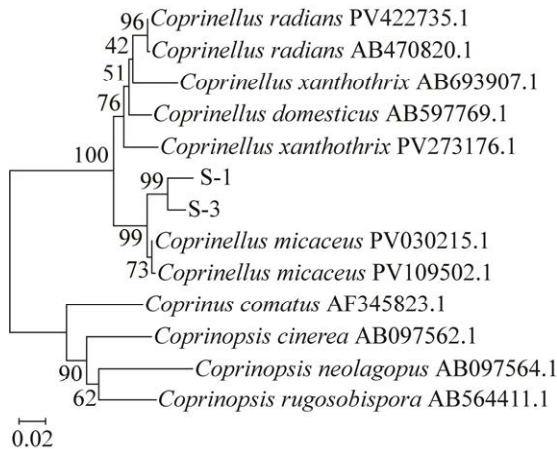 96 Coprinellus radians PV422735.1
42 Coprinellus radians AB470820.1
51 Coprinellus xanthothrix AB693907.1
76 Coprinellus domesticus AB597769.1
Coprinellus xanthothrix PV273176.1
100
99 S-1
S-3
99 Coprinellus micaceus PV030215.1
73 Coprinellus micaceus PV109502.1
Coprinus comatus AF345823.1
Coprinopsis cinerea AB097562.1
90 Coprinopsis neolagopus AB097564.1
62 Coprinopsis rugosobispora AB564411.1
0.02